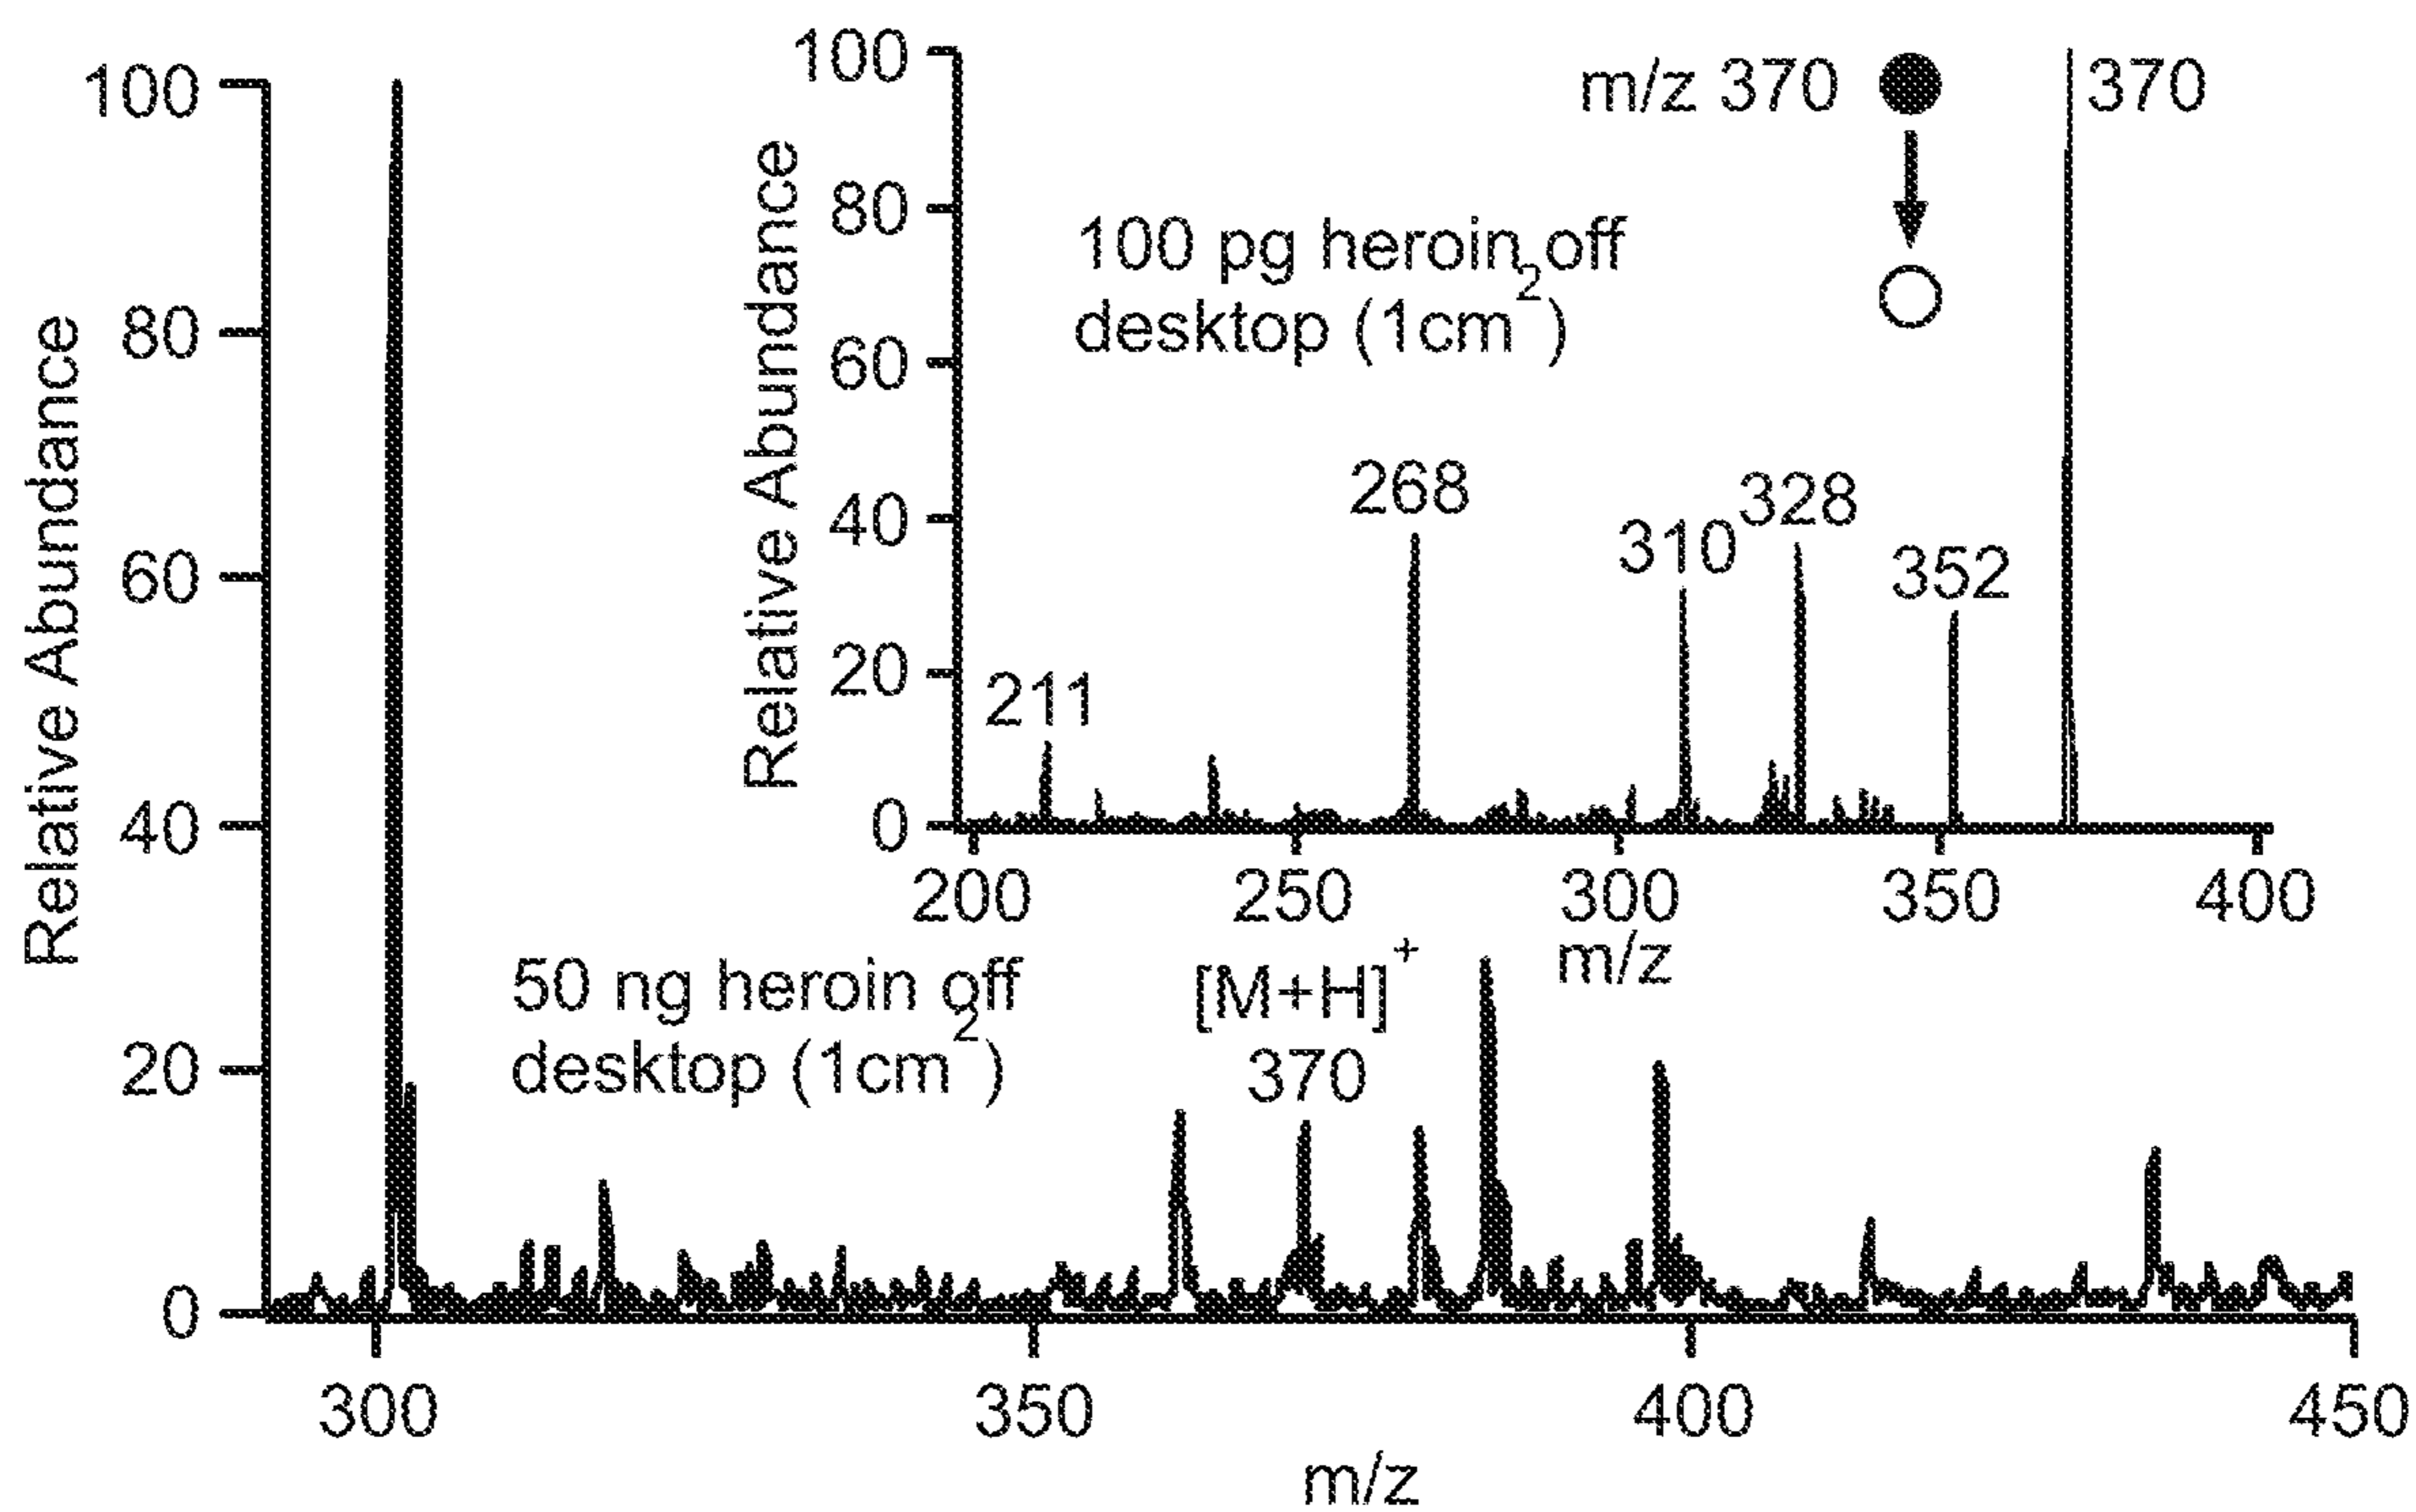 Relative Abundance
100
80
60
40
20
0
50 ng heroin off
desktop (1cm²)
[M+H]⁺
370
300
350
400
450
m/z
Relative Abundance
100
80
60
40
20
0
100 pg heroin off
desktop (1cm²)
m/z 370
370
211
268
310
328
352
200
250
300
350
400
m/z